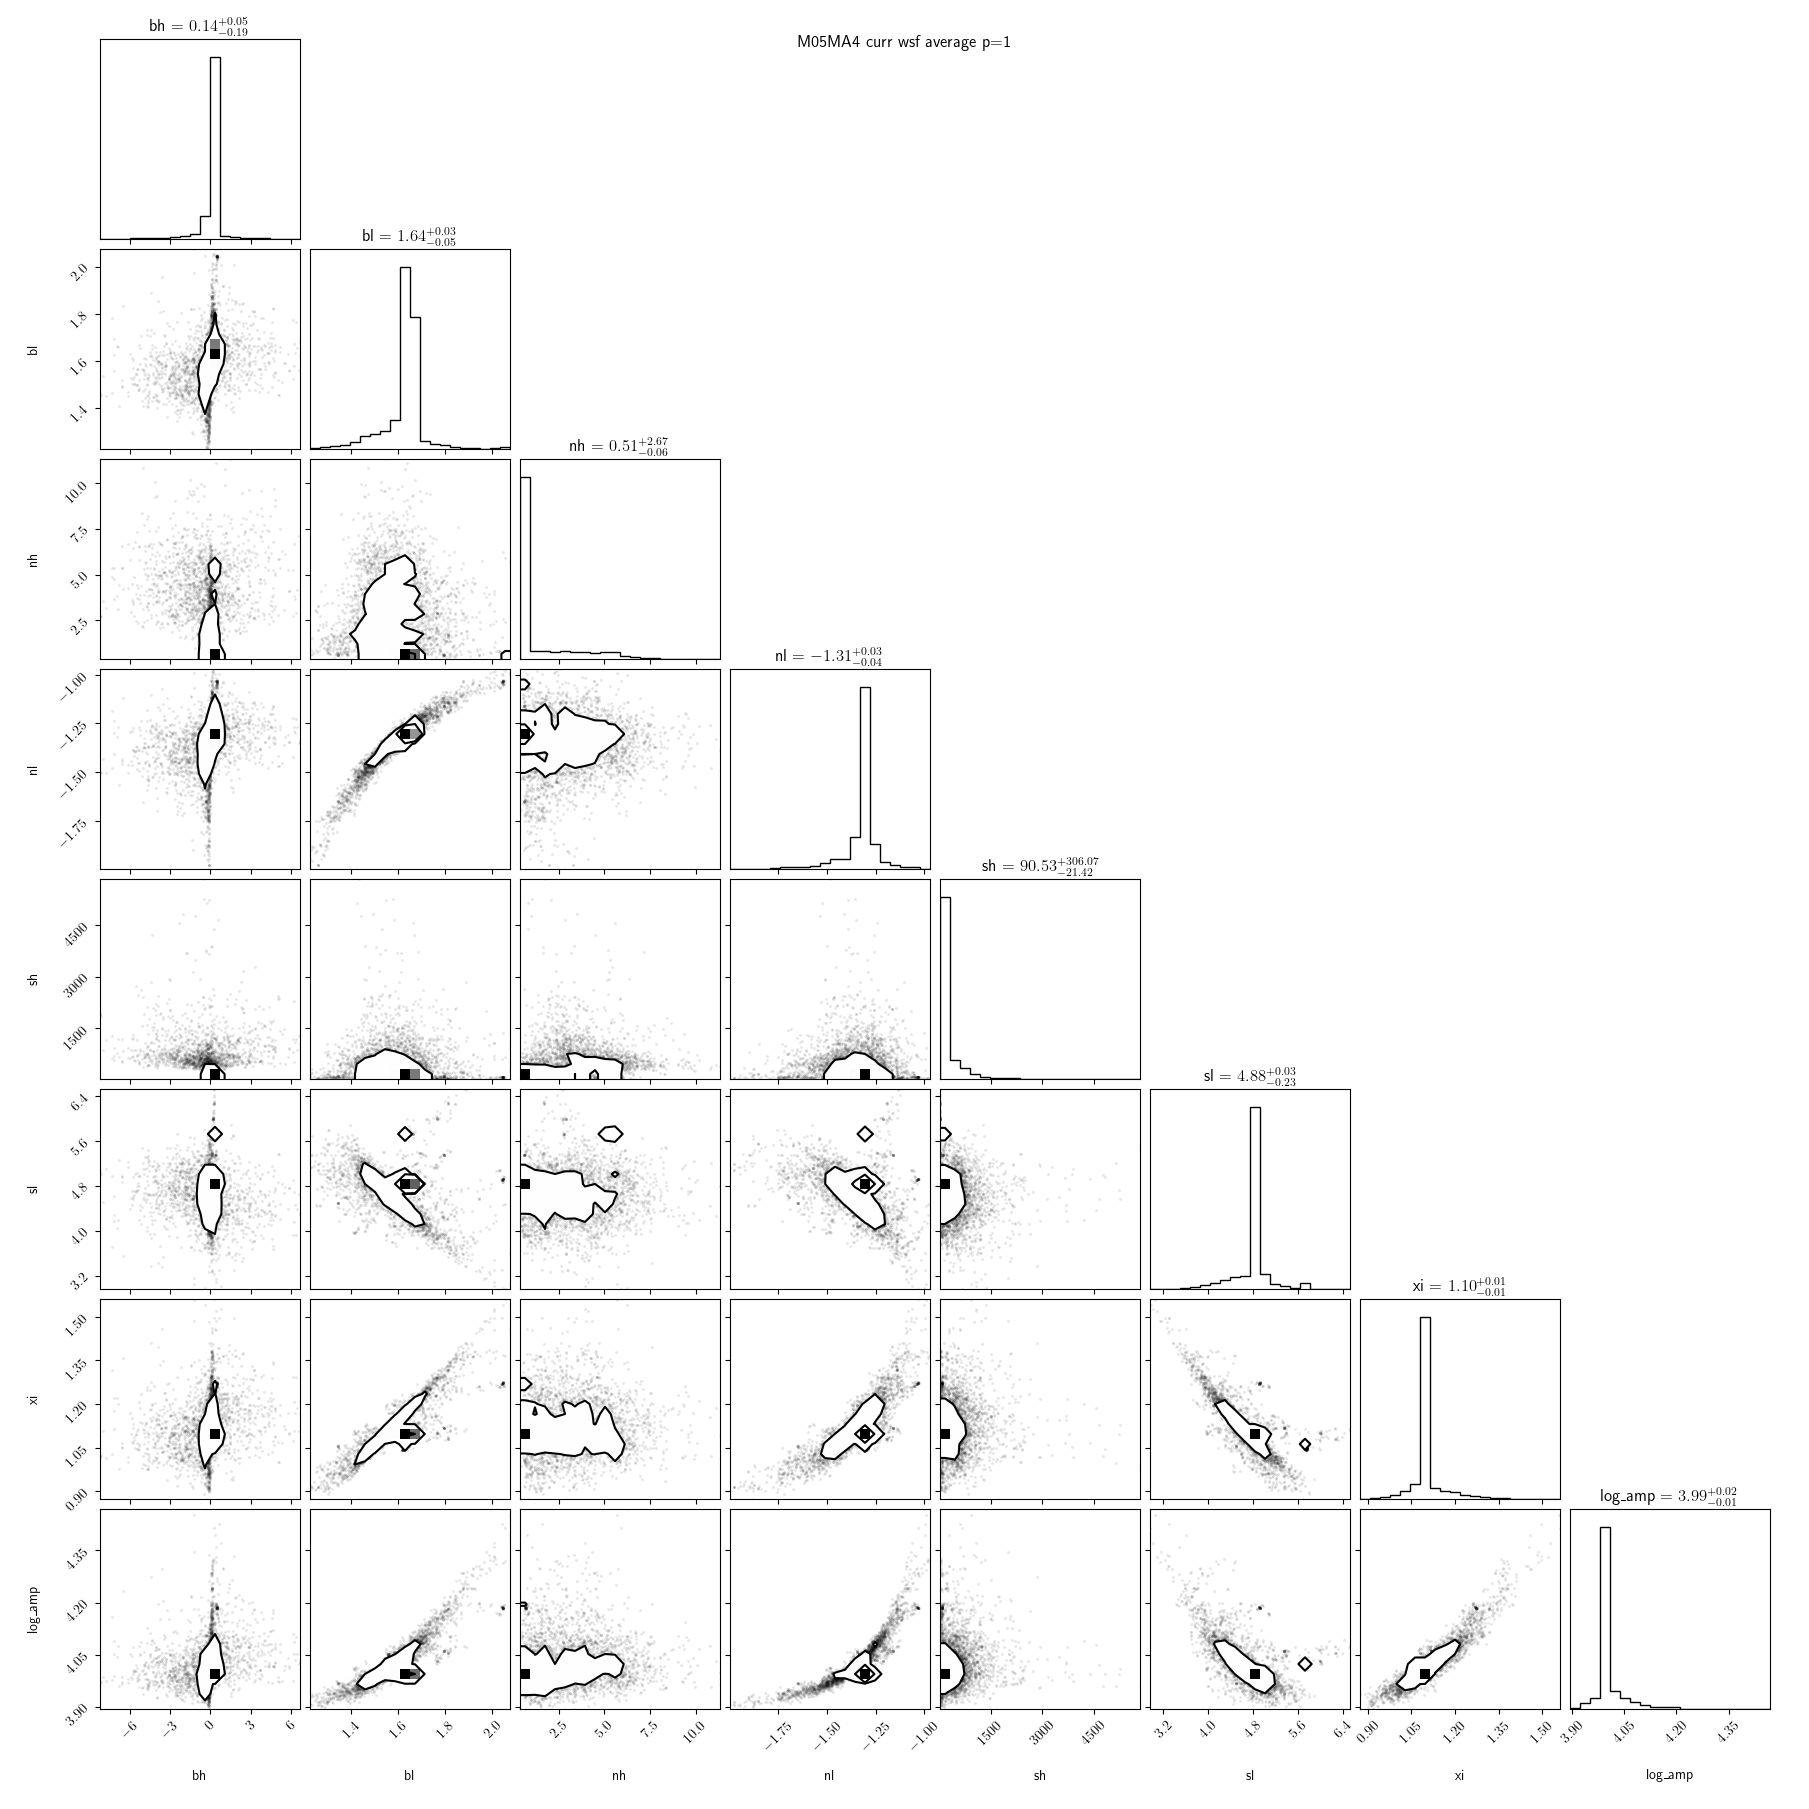 M05MA4 curr wsf average p=1
bh = 0.14+0.05−0.19
bl = 1.64+0.03−0.05
nh = 0.51+2.67−0.06
nl = −1.31+0.03−0.04
sh = 90.53+306.07−21.42
sl = 4.88+0.03−0.23
xi = 1.10+0.01−0.01
log_amp = 3.99+0.02−0.01
bl
2.0
1.8
1.6
1.4
nh
10.0
7.5
5.0
2.5
nl
−1.00
−1.25
−1.50
−1.75
sh
4500
3000
1500
sl
6.4
5.6
4.8
4.0
3.2
xi
1.50
1.35
1.20
1.05
0.90
log_amp
4.35
4.20
4.05
3.90
−6 −3 0 3 6
1.4 1.6 1.8 2.0
2.5 5.0 7.5 10.0
−1.75 −1.50 −1.25 −1.00
1500 3000 4500
3.2 4.0 4.8 5.6 6.4
0.90 1.05 1.20 1.35 1.50
3.90 4.05 4.20 4.35
bh bl nh nl sh sl xi log_amp